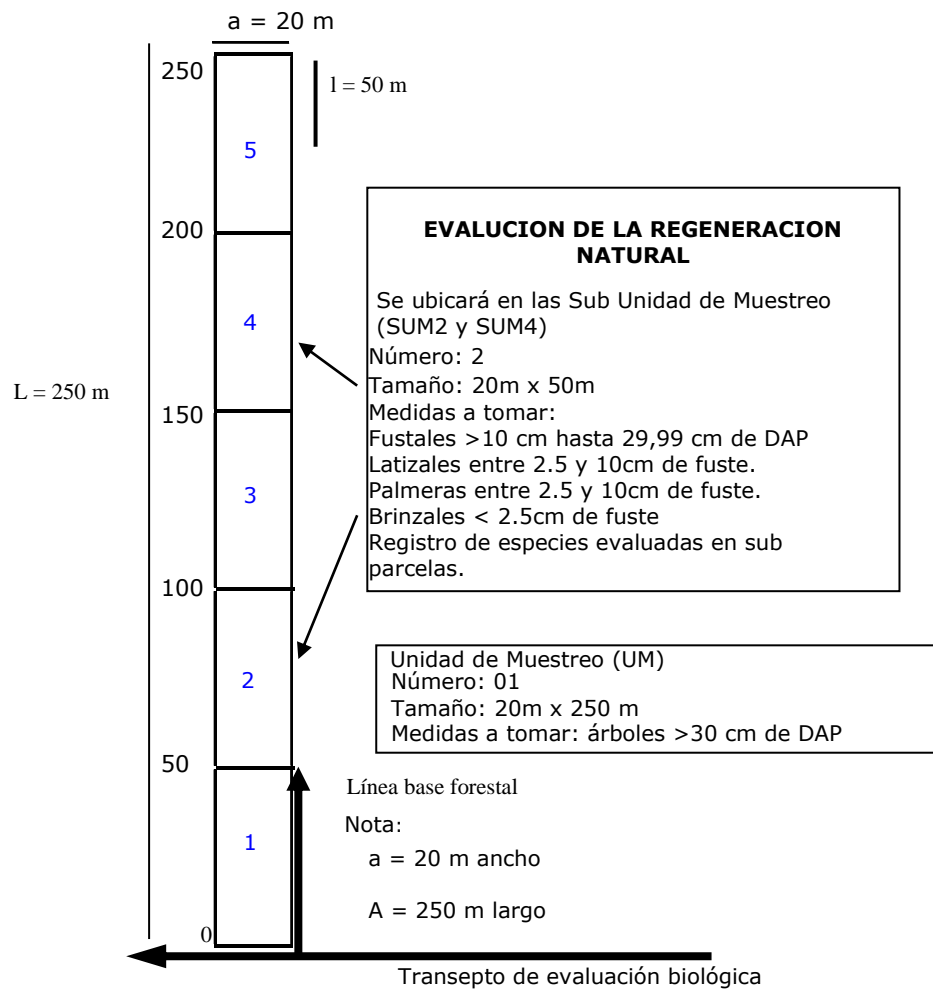 a = 20 m
250
l = 50 m
5
200
EVALUCION DE LA REGENERACION
NATURAL
Se ubicará en las Sub Unidad de Muestreo
(SUM2 y SUM4)
Número: 2
Tamaño: 20m x 50m
Medidas a tomar:
Fustales >10 cm hasta 29,99 cm de DAP
Latizales entre 2.5 y 10cm de fuste.
Palmeras entre 2.5 y 10cm de fuste.
Brinzales < 2.5cm de fuste
Registro de especies evaluadas en sub
parcelas.
4
L = 250 m
150
3
100
2
Unidad de Muestreo (UM)
Número: 01
Tamaño: 20m x 250 m
Medidas a tomar: árboles >30 cm de DAP
50
Línea base forestal
Nota:
a = 20 m ancho
A = 250 m largo
1
0
Transepto de evaluación biológica